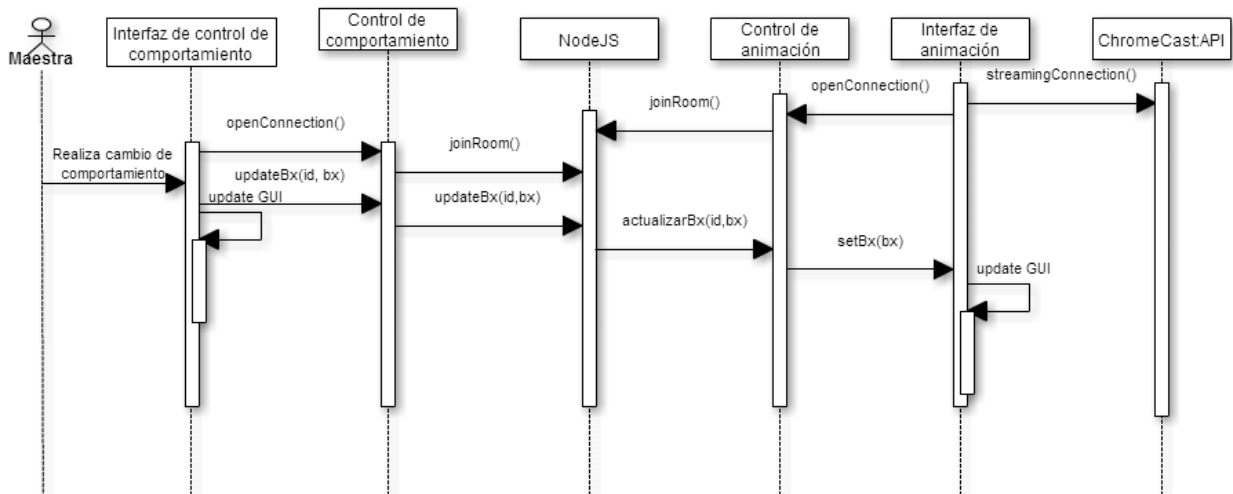 Maestra
Interfaz de control de
comportamiento
Control de
comportamiento
NodeJS
Control de
animación
Interfaz de
animación
ChromeCast:API
streamingConnection()
openConnection()
joinRoom()
openConnection()
joinRoom()
Realiza cambio de
comportamiento
updateBx(id, bx)
update GUI
updateBx(id,bx)
actualizarBx(id,bx)
setBx(bx)
update GUI